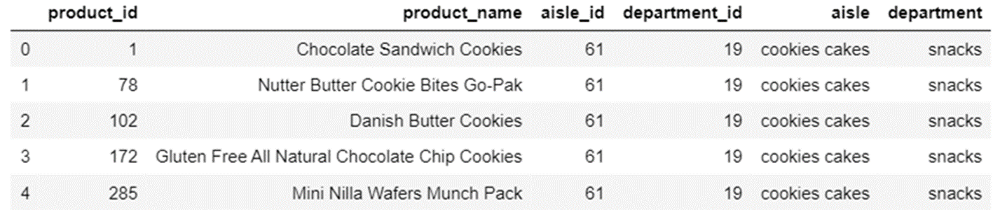 product_id product_name aisle_id department_id aisle department
0 1 Chocolate Sandwich Cookies 61 19 cookies cakes snacks
1 78 Nutter Butter Cookie Bites Go-Pak 61 19 cookies cakes snacks
2 102 Danish Butter Cookies 61 19 cookies cakes snacks
3 172 Gluten Free All Natural Chocolate Chip Cookies 61 19 cookies cakes snacks
4 285 Mini Nilla Wafers Munch Pack 61 19 cookies cakes snacks